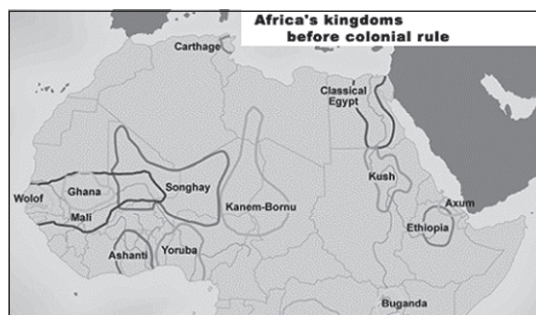 Africa's kingdoms
before colonial rule
Carthage
Classical
Egypt
Ghana
Songhay
Kush
Wolof
Kanem-Bornu
Axum
Mali
Ethiopia
Ashanti
Yoruba
Buganda